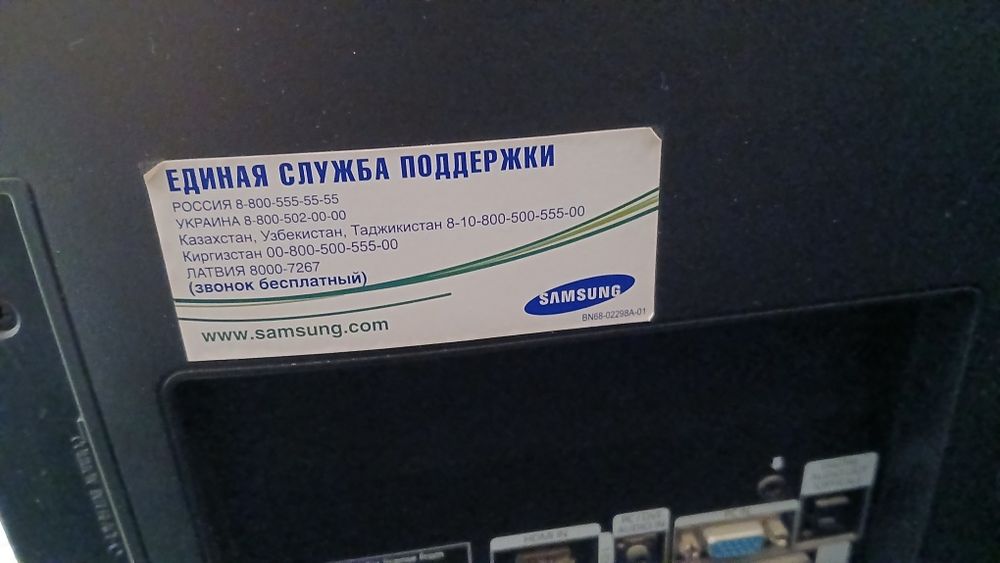 ЕДИНАЯ СЛУЖБА ПОДДЕРЖКИ
РОССИЯ 8-800-555-55-55
УКРАИНА 8-800-502-00-00
Казахстан, Узбекистан, Таджикистан 8-10-800-500-555-00
Киргизстан 00-800-500-555-00
ЛАТВИЯ 8000-7267
(звонок бесплатный)
SAMSUNG
www.samsung.com
BN68-02298A-01
HDMI IN
AUDIO IN